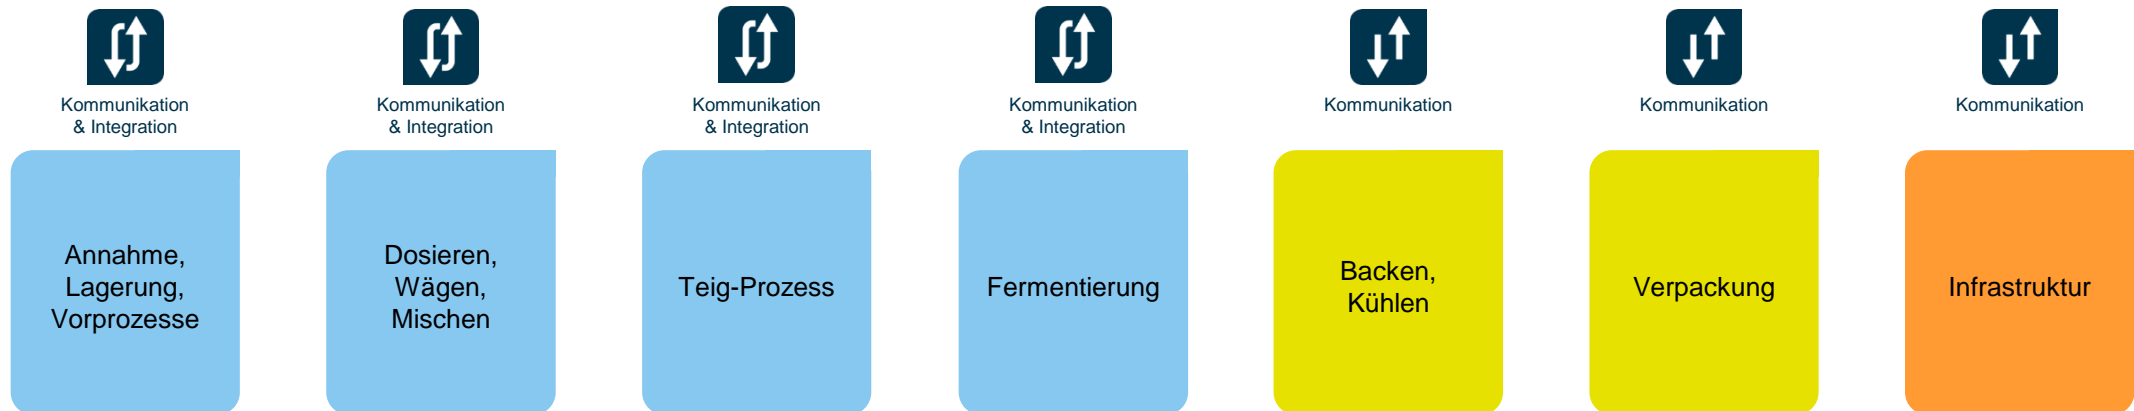 Kommunikation
& Integration
Kommunikation
& Integration
Kommunikation
& Integration
Kommunikation
& Integration
Kommunikation
Kommunikation
Kommunikation
Annahme,
Lagerung,
Vorprozesse
Dosieren,
Wägen,
Mischen
Teig-Prozess
Fermentierung
Backen,
Kühlen
Verpackung
Infrastruktur